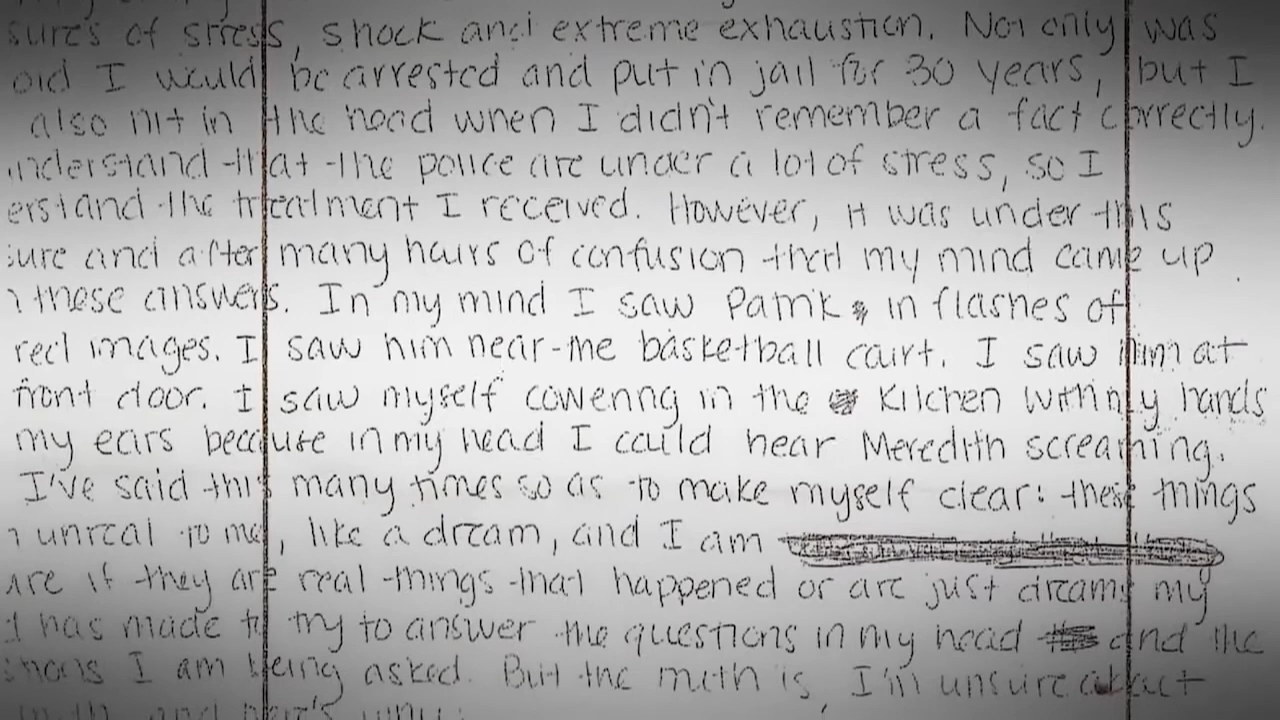 sures of stress, shock and extreme exhaustion. Not only was
old I would be arrested and put in jail for 30 years, but I
also hit in the head when I didn't remember a fact correctly.
understand that the police are under a lot of stress, so I
erstand the treatment I received. However, it was under this
sure and after many hours of confusion that my mind came up
these answers. In my mind I saw Patrik in flashes of
red images. I saw him near the basketball court. I saw him at
front door. I saw myself cowering in the kitchen with my hands
my ears because in my head I could hear Meredith screaming.
I've said this many times so as to make myself clear: these things
unreal to me, like a dream, and I am
ure if they are real things that happened or are just dreams my
d has made to try to answer the questions in my head and the
tions I am being asked. But the truth is, I'm unsure about
truth and here's why: